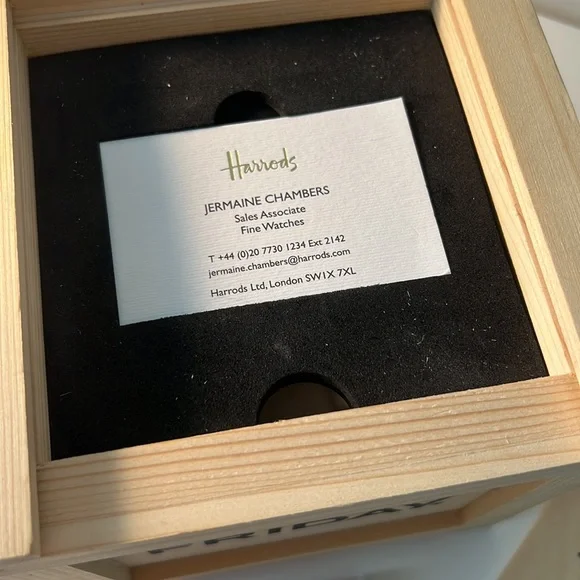 Harrods
JERMAINE CHAMBERS
Sales Associate
Fine Watches
T +44 (0)20 7730 1234 Ext 2142
jermaine.chambers@harrods.com
Harrods Ltd, London SW1X 7XL
FRIDAY